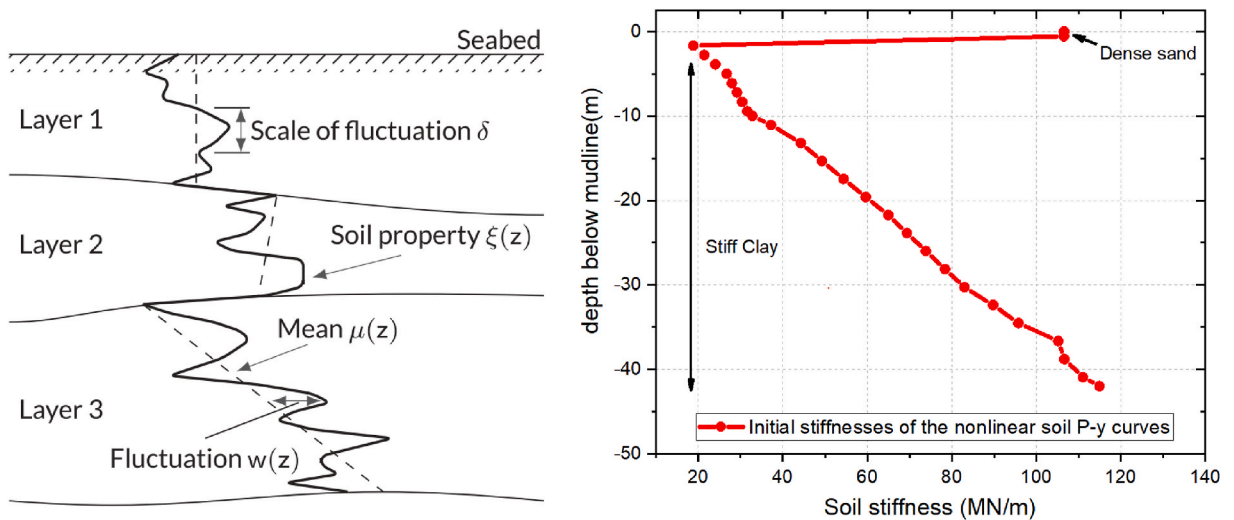 Seabed
Layer 1
Scale of fluctuation δ
Layer 2
Soil property ξ(z)
Mean μ(z)
Layer 3
Fluctuation w(z)
depth below mudline(m)
0
-10
-20
-30
-40
-50
Dense sand
Stiff Clay
Initial stiffnesses of the nonlinear soil P-y curves
20 40 60 80 100 120 140
Soil stiffness (MN/m)